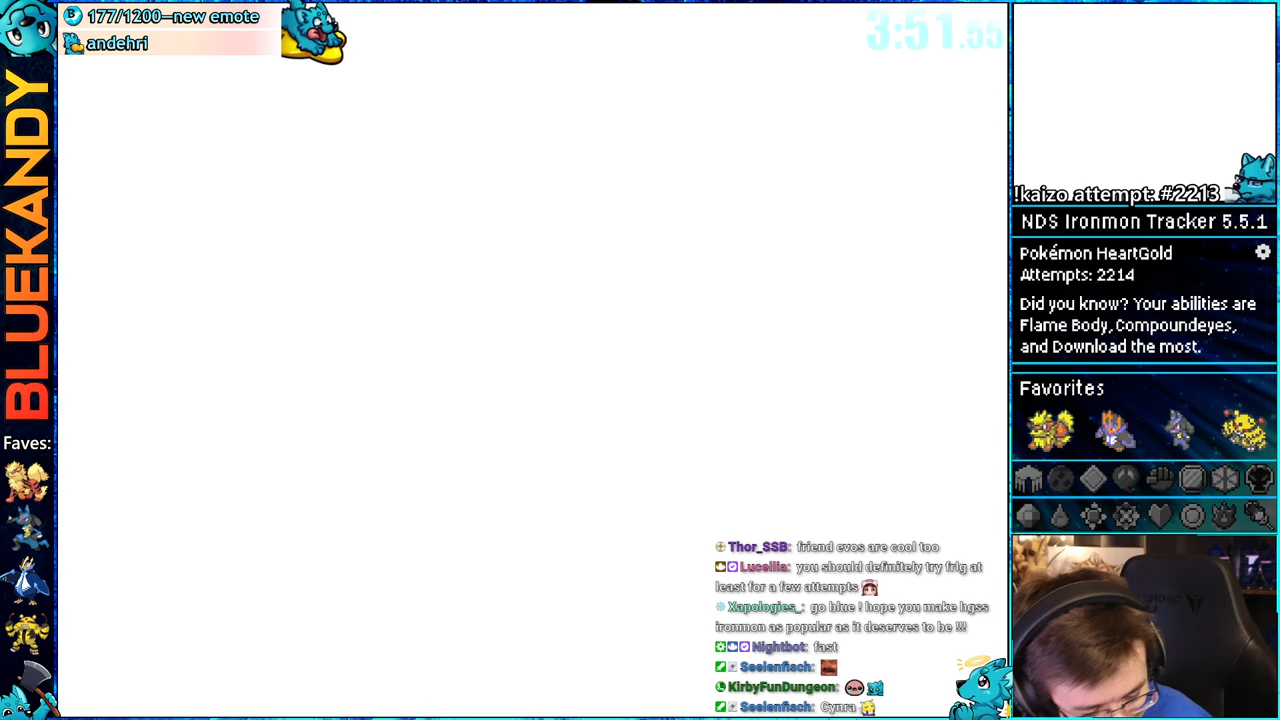 177/1200—new emote
andehri
3:51.55
BLUEKANDY
Faves:
!kaizo attempt: #2213
NDS Ironmon Tracker 5.5.1
Pokémon HeartGold
Attempts: 2214
Did you know? Your abilities are
Flame Body, Compoundeyes,
and Download the most.
Favorites
Thor_SSB: friend evos are cool too
Lucellia: you should definitely try frlg at
least for a few attempts
Xapologies_: go blue ! hope you make hgss
ironmon as popular as it deserves to be !!!
Nightbot: fast
Seelenfisch:
KirbyFunDungeon:
Seelenfisch: Cynra